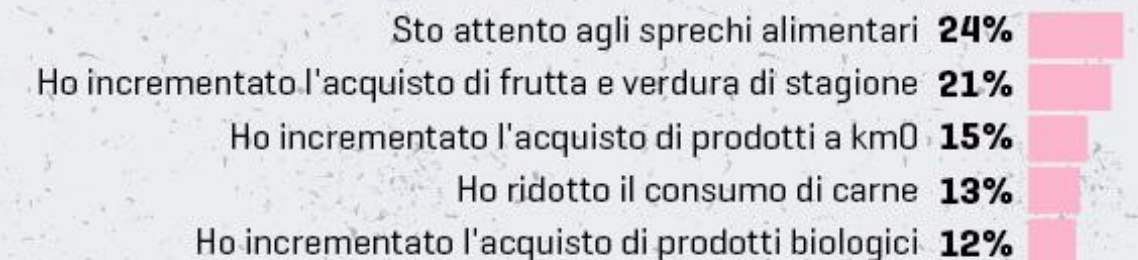 Sto attento agli sprechi alimentari 24%
Ho incrementato l'acquisto di frutta e verdura di stagione 21%
Ho incrementato l'acquisto di prodotti a km0 15%
Ho ridotto il consumo di carne 13%
Ho incrementato l'acquisto di prodotti biologici 12%